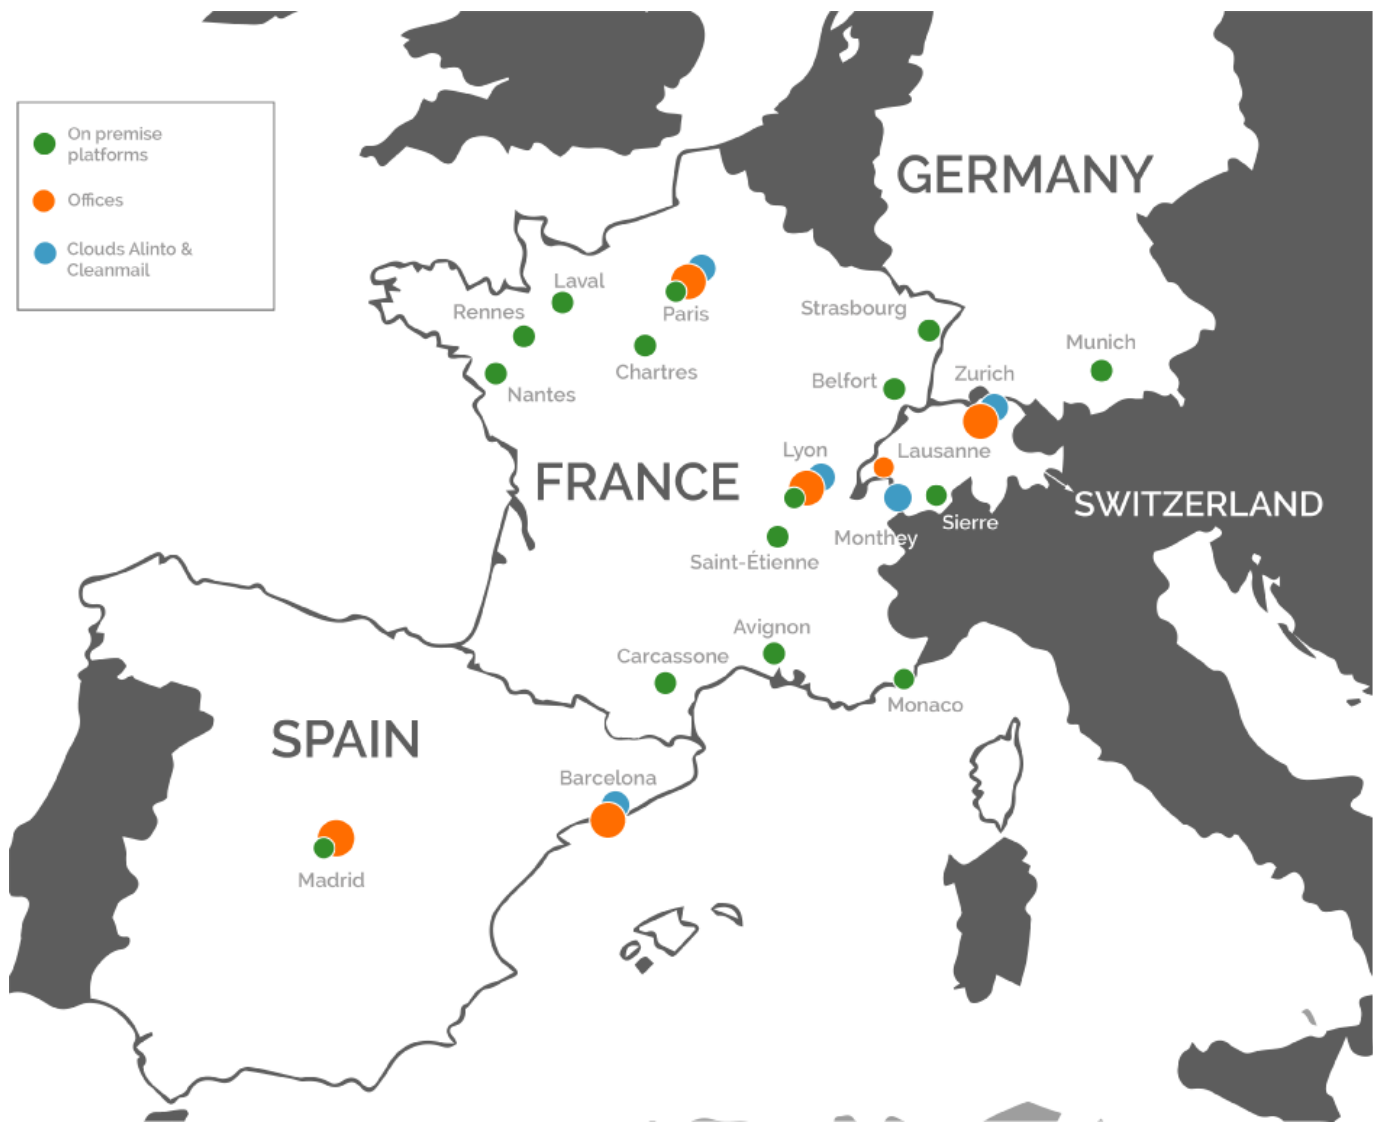 On premise
platforms
Offices
Clouds Alinto &
Cleanmail
GERMANY
Laval
Rennes
Paris
Strasbourg
Munich
Chartres
Belfort
Zurich
Nantes
Lyon
Lausanne
FRANCE
SWITZERLAND
Sierre
Monthey
Saint-Étienne
Avignon
Carcassone
Monaco
SPAIN
Barcelona
Madrid